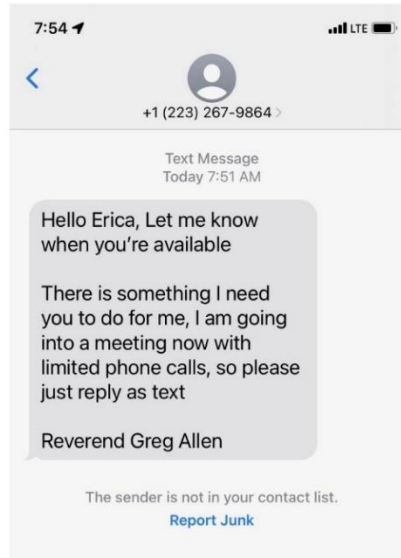 7:54
LTE
+1 (223) 267-9864 >
Text Message
Today 7:51 AM
Hello Erica, Let me know
when you're available
There is something I need
you to do for me, I am going
into a meeting now with
limited phone calls, so please
just reply as text
Reverend Greg Allen
The sender is not in your contact list.
Report Junk